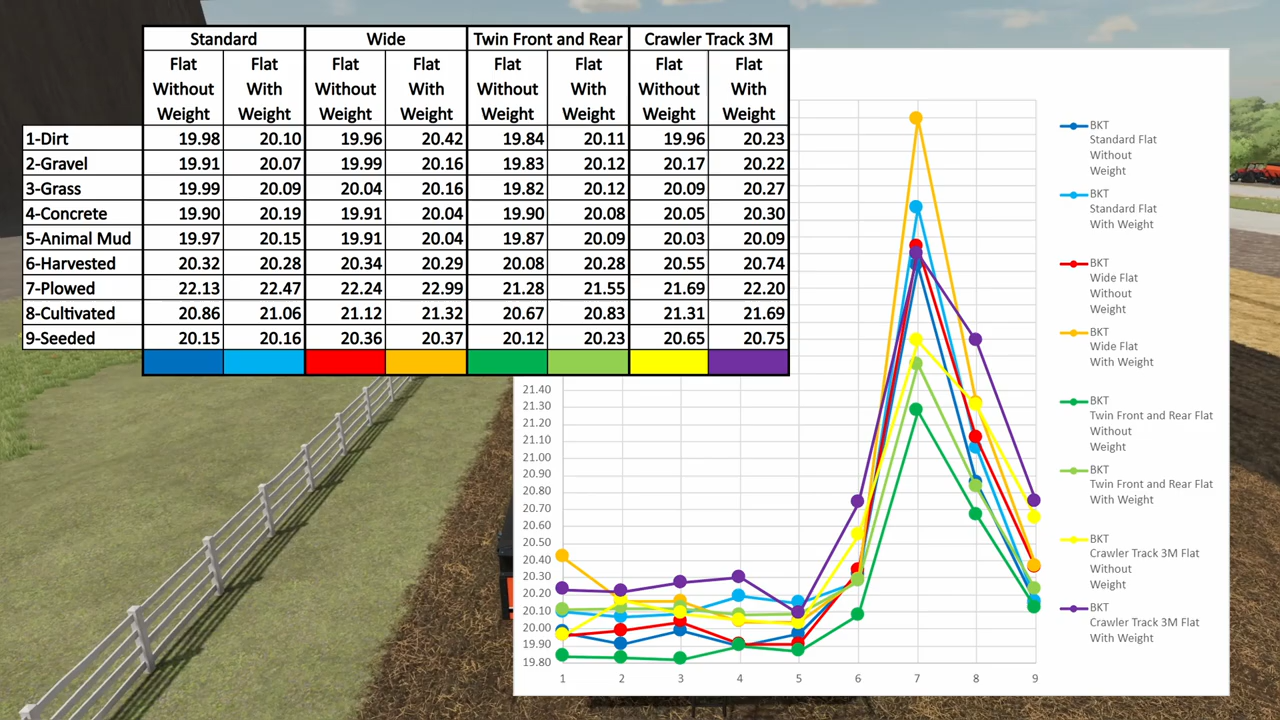 Standard Wide Twin Front and Rear Crawler Track 3M
Flat Flat Flat Flat Flat Flat Flat Flat
Without With Without With Without With Without With
Weight Weight Weight Weight Weight Weight Weight Weight
1-Dirt 19.98 20.10 19.96 20.42 19.84 20.11 19.96 20.23
2-Gravel 19.91 20.07 19.99 20.16 19.83 20.12 20.17 20.22
3-Grass 19.99 20.09 20.04 20.16 19.82 20.12 20.09 20.27
4-Concrete 19.90 20.19 19.91 20.04 19.90 20.08 20.05 20.30
5-Animal Mud 19.97 20.15 19.91 20.04 19.87 20.09 20.03 20.09
6-Harvested 20.32 20.28 20.34 20.29 20.08 20.28 20.55 20.74
7-Plowed 22.13 22.47 22.24 22.99 21.28 21.55 21.69 22.20
8-Cultivated 20.86 21.06 21.12 21.32 20.67 20.83 21.31 21.69
9-Seeded 20.15 20.16 20.36 20.37 20.12 20.23 20.65 20.75
21.40
21.30
21.20
21.10
21.00
20.90
20.80
20.70
20.60
20.50
20.40
20.30
20.20
20.10
20.00
19.90
19.80
1 2 3 4 5 6 7 8 9
BKT
Standard Flat
Without
Weight
BKT
Standard Flat
With Weight
BKT
Wide Flat
Without
Weight
BKT
Wide Flat
With Weight
BKT
Twin Front and Rear Flat
Without
Weight
BKT
Twin Front and Rear Flat
With Weight
BKT
Crawler Track 3M Flat
Without
Weight
BKT
Crawler Track 3M Flat
With Weight